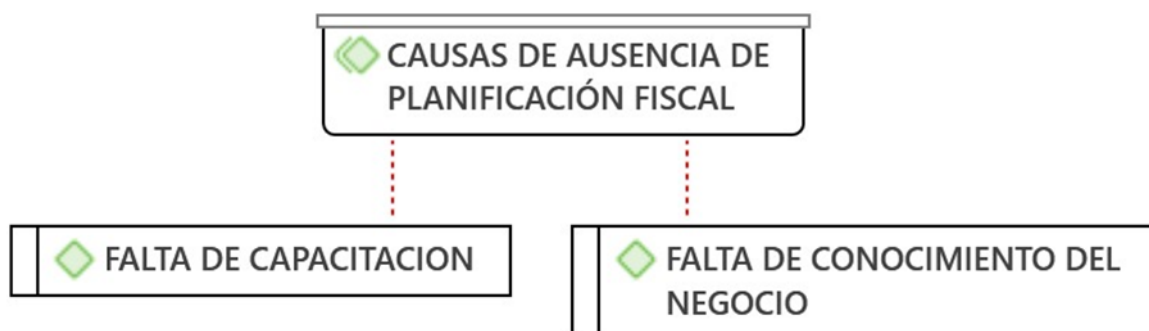 CAUSAS DE AUSENCIA DE
PLANIFICACIÓN FISCAL
FALTA DE CAPACITACION
FALTA DE CONOCIMIENTO DEL
NEGOCIO